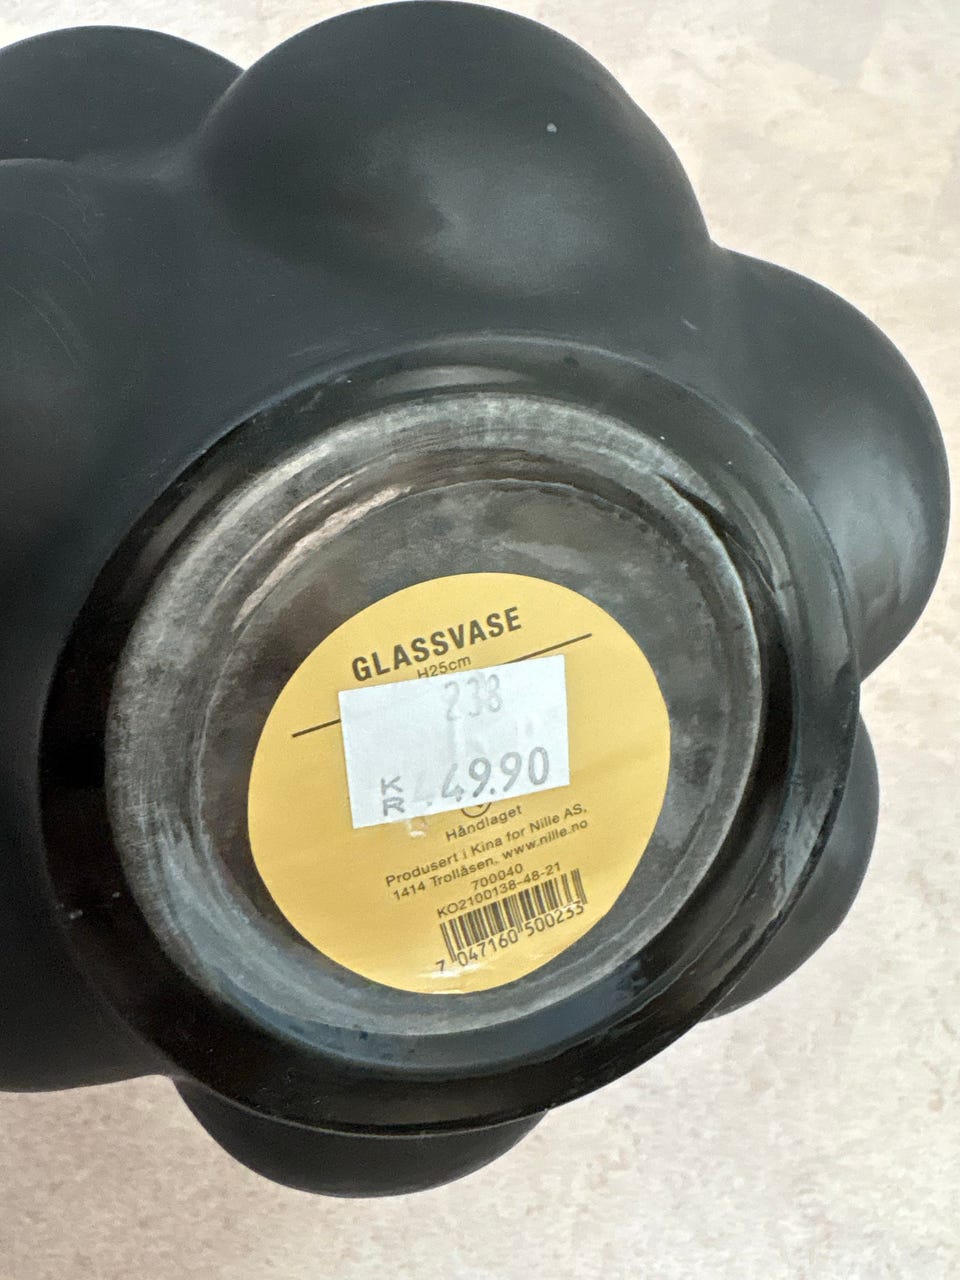 GLASSVASE
H25cm
238
KR 49.90
Håndlaget
Produsert i Kina for Nille AS,
1414 Trollåsen, www.nille.no
700040
KO2100138-48-21
7 047160 500233